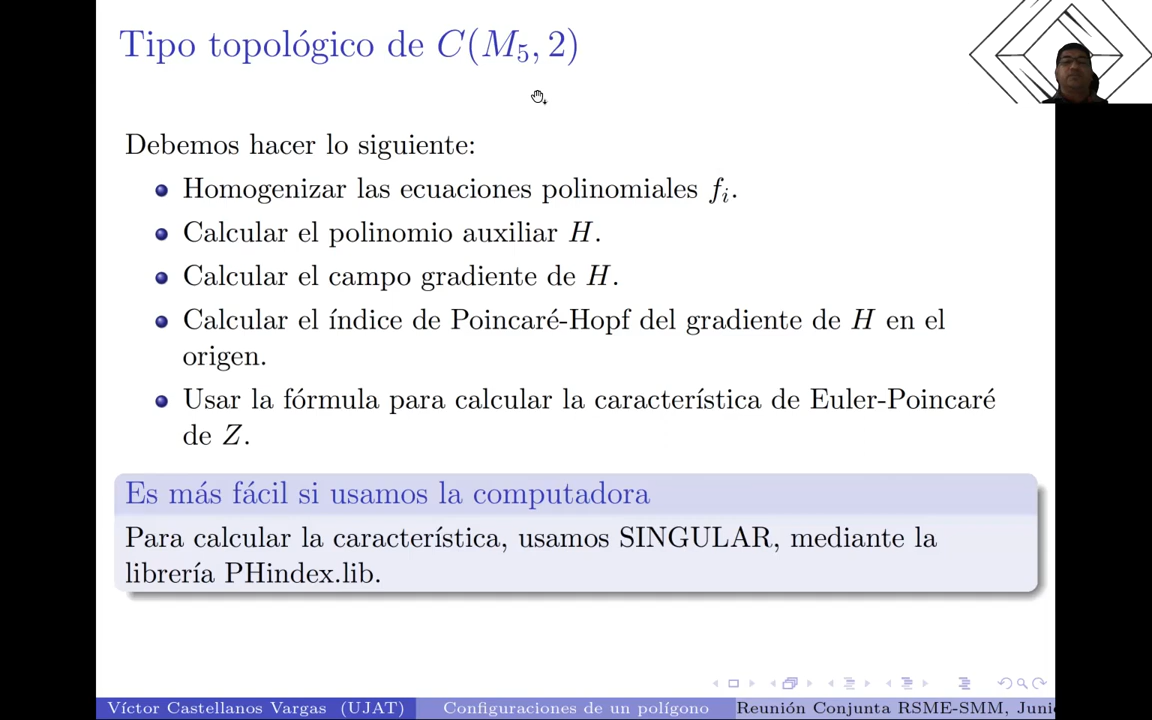 Tipo topológico de C(M₅, 2)
Debemos hacer lo siguiente:
Homogenizar las ecuaciones polinomiales fᵢ.
Calcular el polinomio auxiliar H.
Calcular el campo gradiente de H.
Calcular el índice de Poincaré-Hopf del gradiente de H en el
origen.
Usar la fórmula para calcular la característica de Euler-Poincaré
de Z.
Es más fácil si usamos la computadora
Para calcular la característica, usamos SINGULAR, mediante la
librería PHindex.lib.
Víctor Castellanos Vargas (UJAT) Configuraciones de un polígono Reunión Conjunta RSME-SMM, Juni